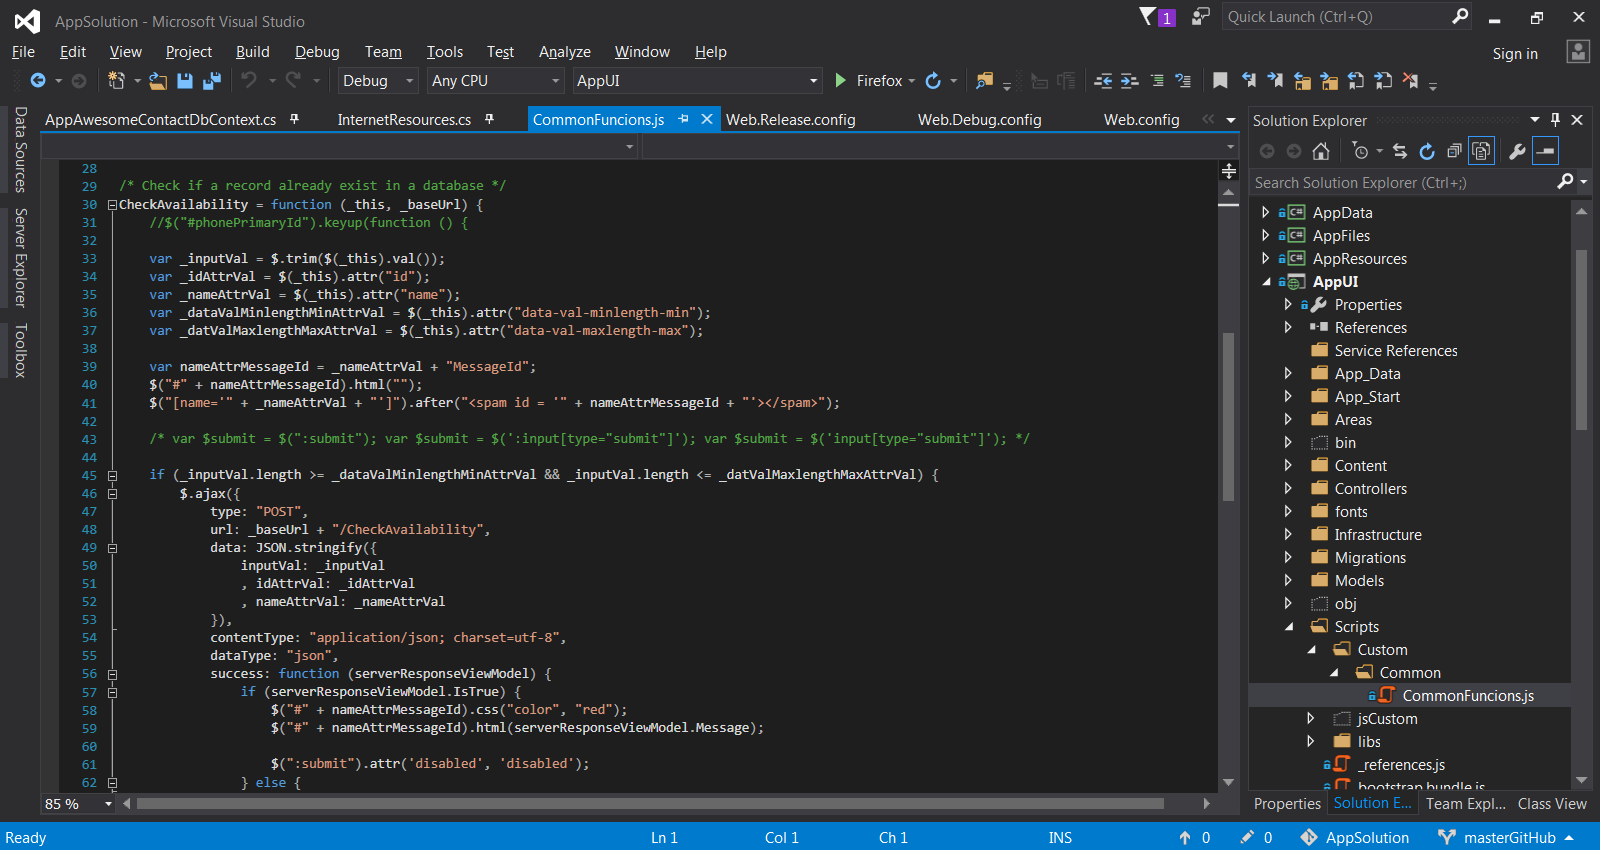 AppSolution - Microsoft Visual Studio
1
Quick Launch (Ctrl+Q)
File Edit View Project Build Debug Team Tools Test Analyze Window Help
Sign in
Debug Any CPU AppUI Firefox
Data Sources
Server Explorer
Toolbox
AppAwesomeContactDbContext.cs InternetResources.cs CommonFuncions.js Web.Release.config Web.Debug.config Web.config
28
29 /* Check if a record already exist in a database */
30 CheckAvailability = function (_this, _baseUrl) {
31 //$("#phonePrimaryId").keyup(function () {
32
33 var _inputVal = $.trim($(_this).val());
34 var _idAttrVal = $(_this).attr("id");
35 var _nameAttrVal = $(_this).attr("name");
36 var _dataValMinlengthMinAttrVal = $(_this).attr("data-val-minlength-min");
37 var _datValMaxlengthMaxAttrVal = $(_this).attr("data-val-maxlength-max");
38
39 var nameAttrMessageId = _nameAttrVal + "MessageId";
40 $("#" + nameAttrMessageId).html("");
41 $("[name='" + _nameAttrVal + "']").after("<spam id = '" + nameAttrMessageId + "'></spam>");
42
43 /* var $submit = $(":submit"); var $submit = $(':input[type="submit"]'); var $submit = $('input[type="submit"]'); */
44
45 if (_inputVal.length >= _dataValMinlengthMinAttrVal && _inputVal.length <= _datValMaxlengthMaxAttrVal) {
46 $.ajax({
47 type: "POST",
48 url: _baseUrl + "/CheckAvailability",
49 data: JSON.stringify({
50 inputVal: _inputVal
51 , idAttrVal: _idAttrVal
52 , nameAttrVal: _nameAttrVal
53 }),
54 contentType: "application/json; charset=utf-8",
55 dataType: "json",
56 success: function (serverResponseViewModel) {
57 if (serverResponseViewModel.IsTrue) {
58 $("#" + nameAttrMessageId).css("color", "red");
59 $("#" + nameAttrMessageId).html(serverResponseViewModel.Message);
60
61 $(":submit").attr('disabled', 'disabled');
62 } else {
85 %
Solution Explorer
Search Solution Explorer (Ctrl+;)
C# AppData
C# AppFiles
C# AppResources
AppUI
Properties
References
Service References
App_Data
App_Start
Areas
bin
Content
Controllers
fonts
Infrastructure
Migrations
Models
obj
Scripts
Custom
Common
CommonFuncions.js
jsCustom
libs
_references.js
bootstrap.bundle.js
Properties Solution E... Team Expl... Class View
Ready Ln 1 Col 1 Ch 1 INS 0 0 AppSolution masterGitHub